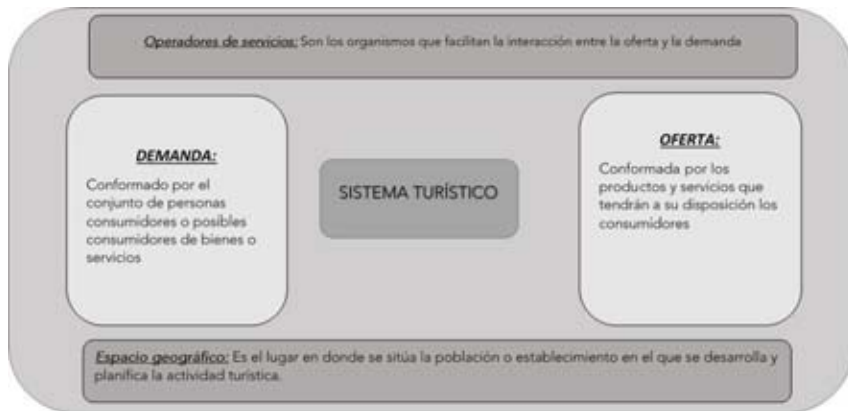 Operadores de servicios: Son los organismos que facilitan la interacción entre la oferta y la demanda
DEMANDA:
Conformado por el
conjunto de personas
consumidores o posibles
consumidores de bienes o
servicios
SISTEMA TURÍSTICO
OFERTA:
Conformada por los
productos y servicios que
tendrán a su disposición los
consumidores
Espacio geográfico: Es el lugar en donde se sitúa la población o establecimiento en el que se desarrolla y
planifica la actividad turística.